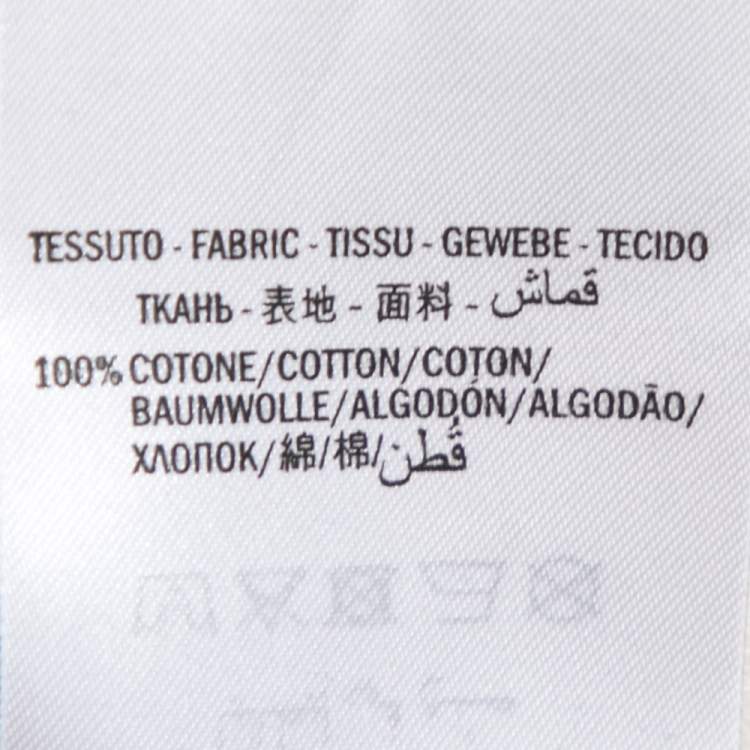 TESSUTO - FABRIC - TISSU - GEWEBE - TECIDO
ТКАНЬ - 表地 - 面料 - قماش
100% COTONE/COTTON/COTON/
BAUMWOLLE/ALGODÓN/ALGODÃO/
ХЛОПОК/綿/棉/قطن